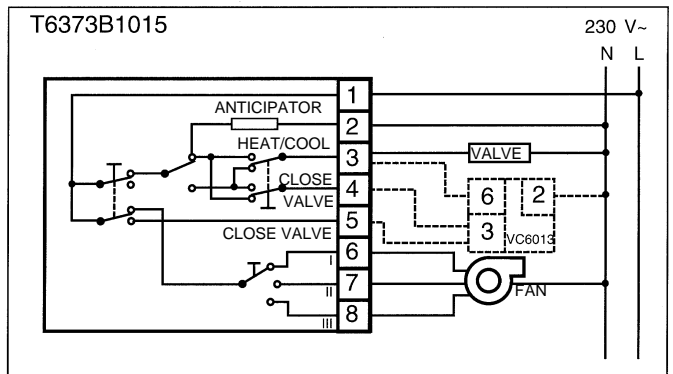 T6373B1015
230 V~
N L
1
ANTICIPATOR
2
HEAT/COOL
3
VALVE
CLOSE
VALVE
4
6
2
5
CLOSE VALVE
3
VC6013
6
I
7
II
FAN
8
III